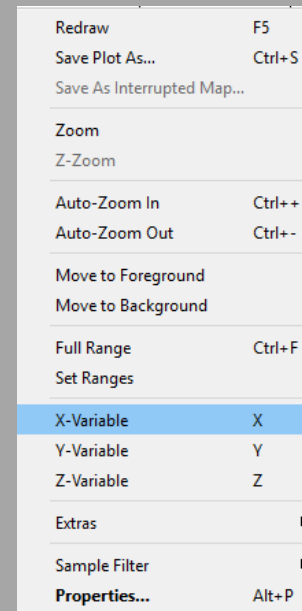 Redraw F5
Save Plot As... Ctrl+S
Save As Interrupted Map...
Zoom
Z-Zoom
Auto-Zoom In Ctrl++
Auto-Zoom Out Ctrl+-
Move to Foreground
Move to Background
Full Range Ctrl+F
Set Ranges
X-Variable X
Y-Variable Y
Z-Variable Z
Extras
Sample Filter
Properties... Alt+P